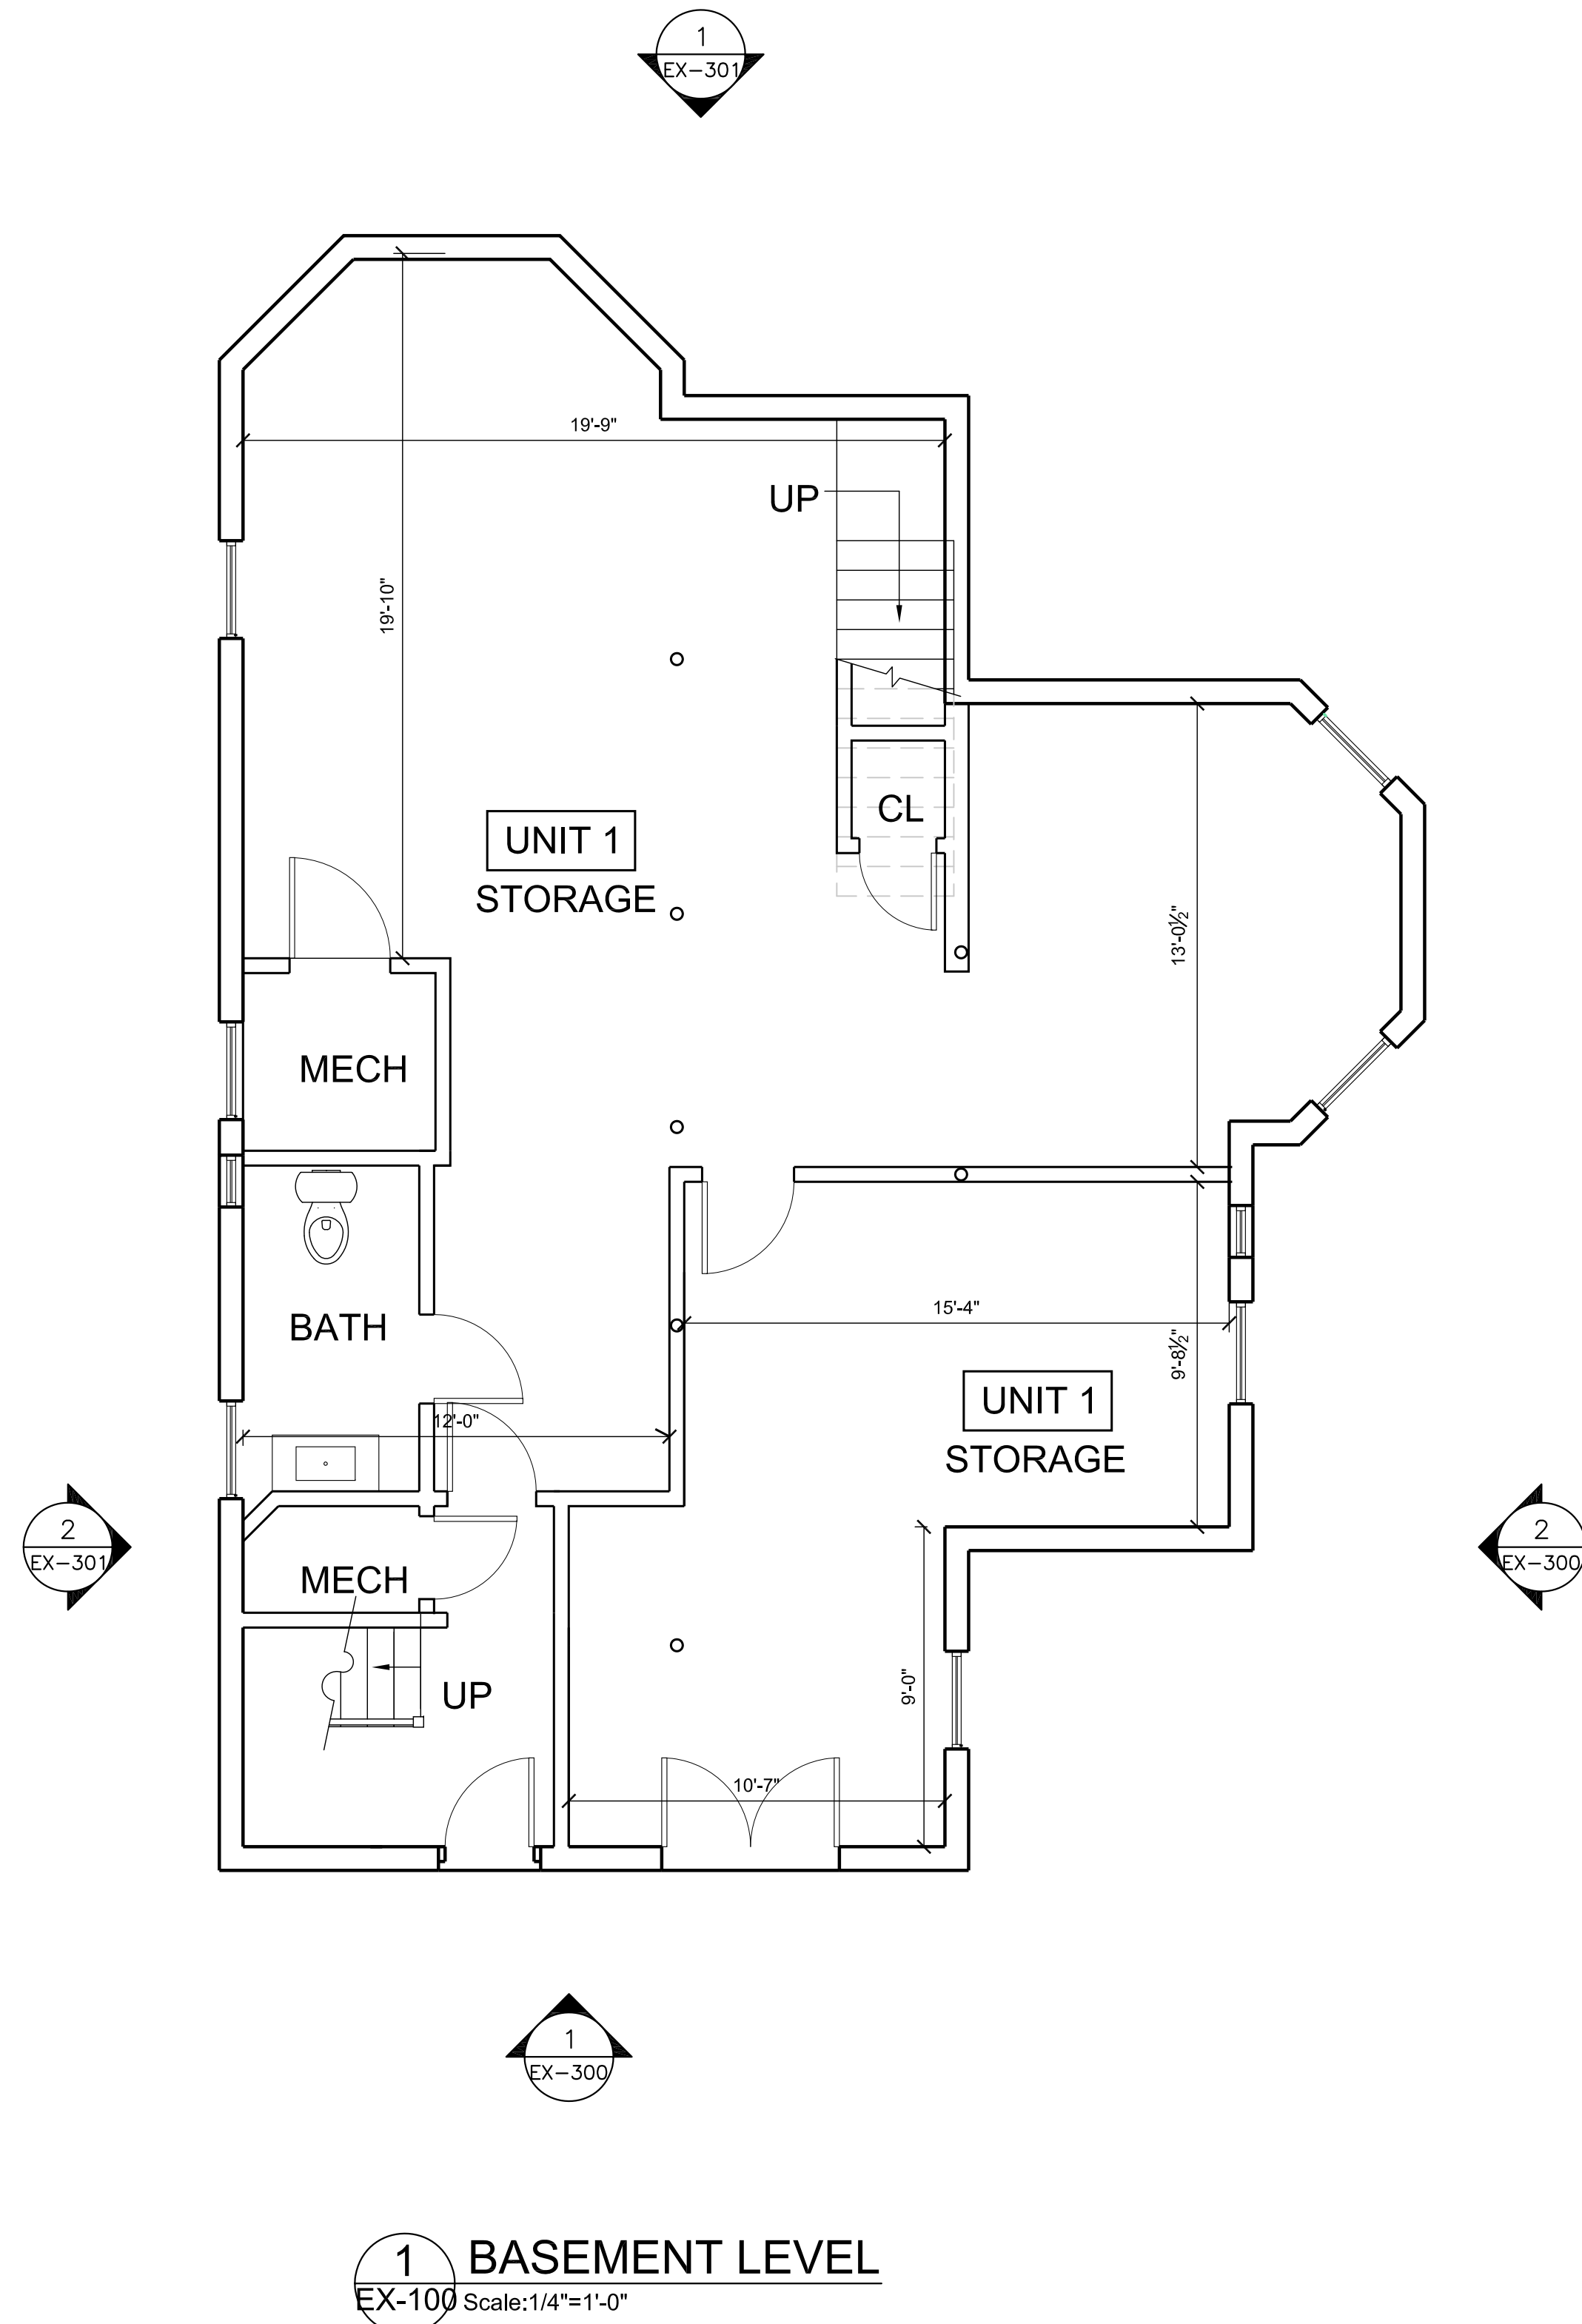 1
EX-301
19'-9"
UP
19'-10"
CL
UNIT 1
STORAGE
13'-0½"
MECH
BATH
15'-4"
9'-8½"
UNIT 1
STORAGE
12'-0"
2
EX-301
2
EX-300
MECH
UP
9'-0"
10'-7"
1
EX-300
1
BASEMENT LEVEL
EX-100
Scale:1/4"=1'-0"